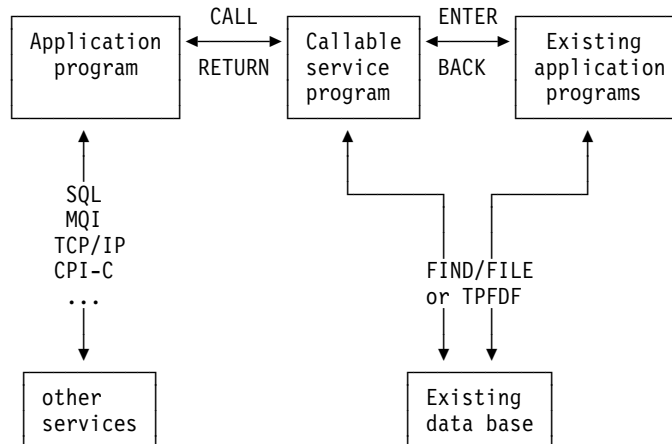 Application
program
CALL
RETURN
Callable
service
program
ENTER
BACK
Existing
application
programs
SQL
MQI
TCP/IP
CPI-C
...
FIND/FILE
or TPFDF
other
services
Existing
data base